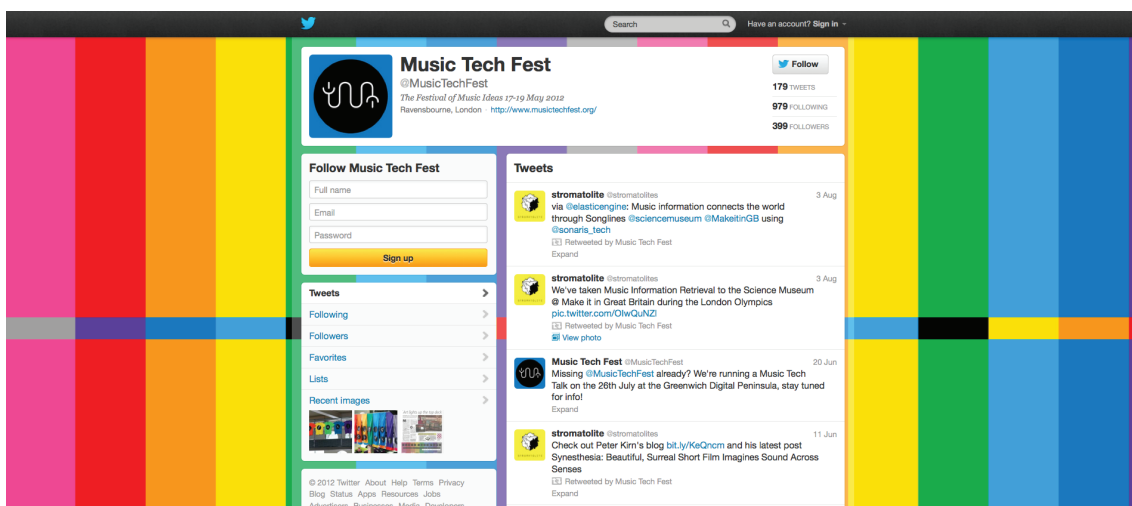 Search
Have an account? Sign in
Music Tech Fest
@MusicTechFest
The Festival of Music Ideas 17-19 May 2012
Ravensbourne, London · http://www.musictechfest.org/
Follow
179 TWEETS
979 FOLLOWING
399 FOLLOWERS
Follow Music Tech Fest
Full name
Email
Password
Sign up
Tweets
Following
Followers
Favorites
Lists
Recent images
© 2012 Twitter About Help Terms Privacy
Blog Status Apps Resources Jobs
Advertisers Businesses Media Developers
Tweets
stromatolite @stromatolites 3 Aug
via @elasticengine: Music information connects the world
through Songlines @sciencemuseum @MakeitinGB using
@sonaris_tech
Retweeted by Music Tech Fest
Expand
stromatolite @stromatolites 3 Aug
We've taken Music Information Retrieval to the Science Museum
@ Make it in Great Britain during the London Olympics
pic.twitter.com/OlwQuNZl
Retweeted by Music Tech Fest
View photo
Music Tech Fest @MusicTechFest 20 Jun
Missing @MusicTechFest already? We're running a Music Tech
Talk on the 26th July at the Greenwich Digital Peninsula, stay tuned
for info!
Expand
stromatolite @stromatolites 11 Jun
Check out Peter Kirn's blog bit.ly/KeQncm and his latest post
Synesthesia: Beautiful, Surreal Short Film Imagines Sound Across
Senses
Retweeted by Music Tech Fest
Expand